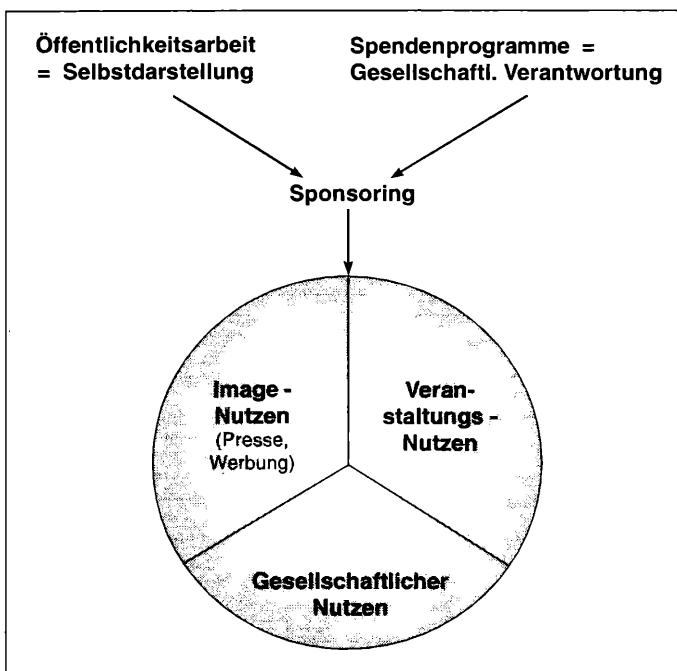 Öffentlichkeitsarbeit
= Selbstdarstellung
Spendenprogramme =
Gesellschaftl. Verantwortung
Sponsoring
Image -
Nutzen
(Presse,
Werbung)
Veran-
staltungs -
Nutzen
Gesellschaftlicher
Nutzen